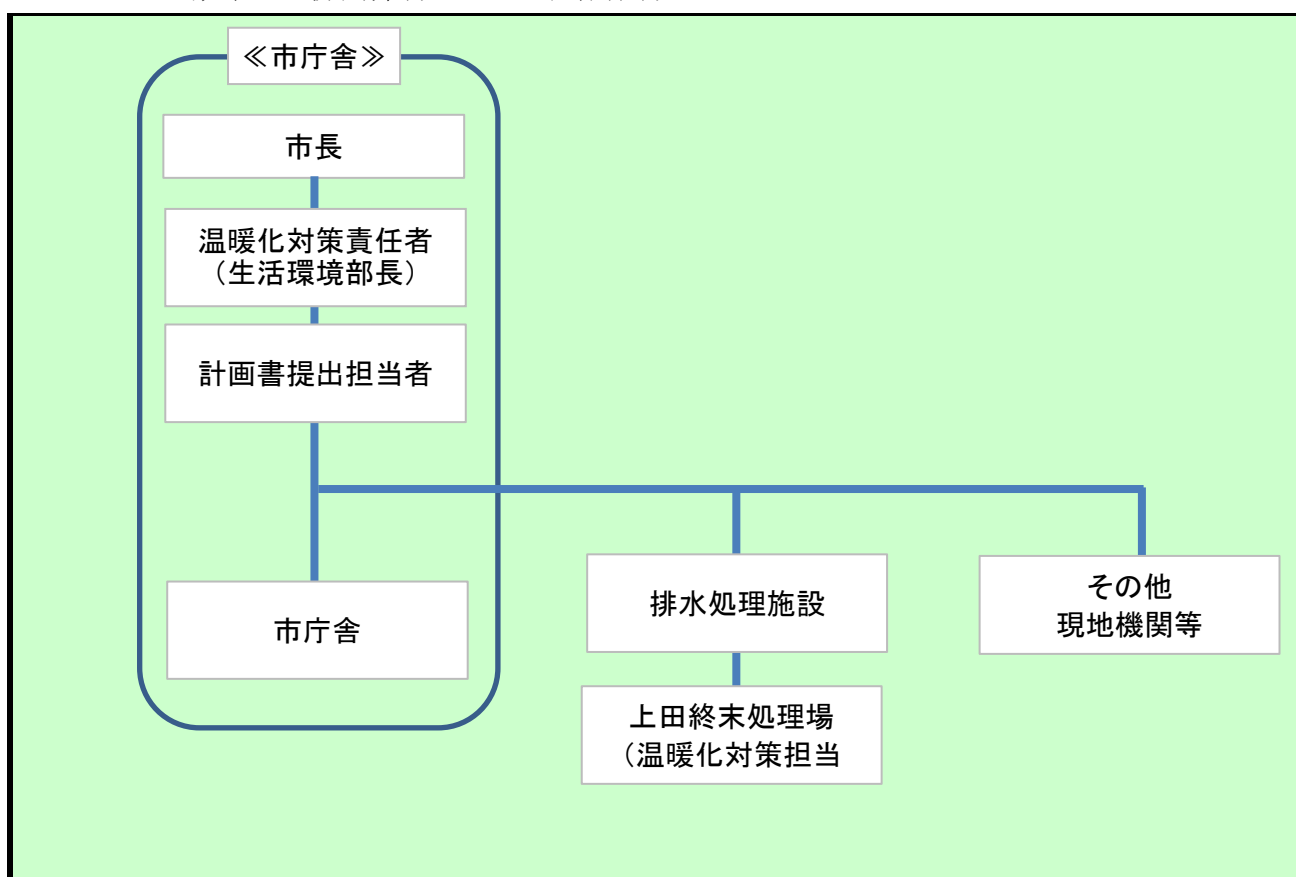 ≪市庁舎≫
市長
温暖化対策責任者
（生活環境部長）
計画書提出担当者
市庁舎
排水処理施設
上田終末処理場
（温暖化対策担当
その他
現地機関等